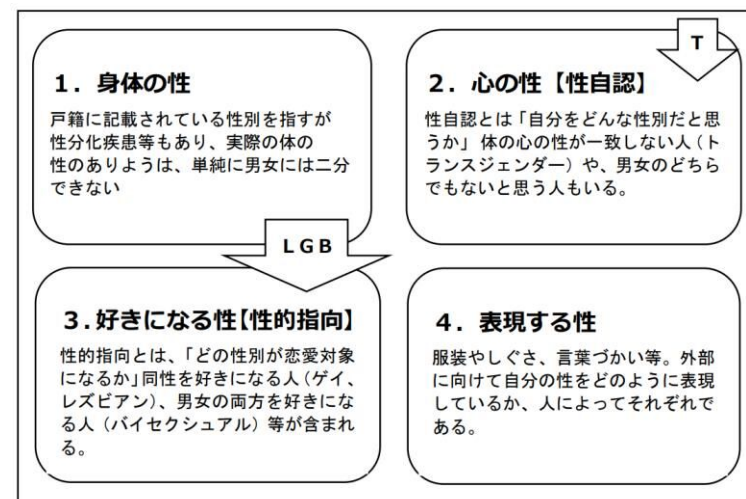 1．身体の性
戸籍に記載されている性別を指すが
性分化疾患等もあり、実際の体の
性のありようは、単純に男女には二分
できない
T
2．心の性【性自認】
性自認とは「自分をどんな性別だと思
うか」 体の心の性が一致しない人（ト
ランスジェンダー）や、男女のどちら
でもないと思う人もいる。
LGB
3.好きになる性【性的指向】
性的指向とは、「どの性別が恋愛対象
になるか」同性を好きになる人（ゲイ、
レズビアン）、男女の両方を好きにな
る人（バイセクシュアル）等が含まれ
る。
4．表現する性
服装やしぐさ、言葉づかい等。外部
に向けて自分の性をどのように表現
しているか、人によってそれぞれで
ある。